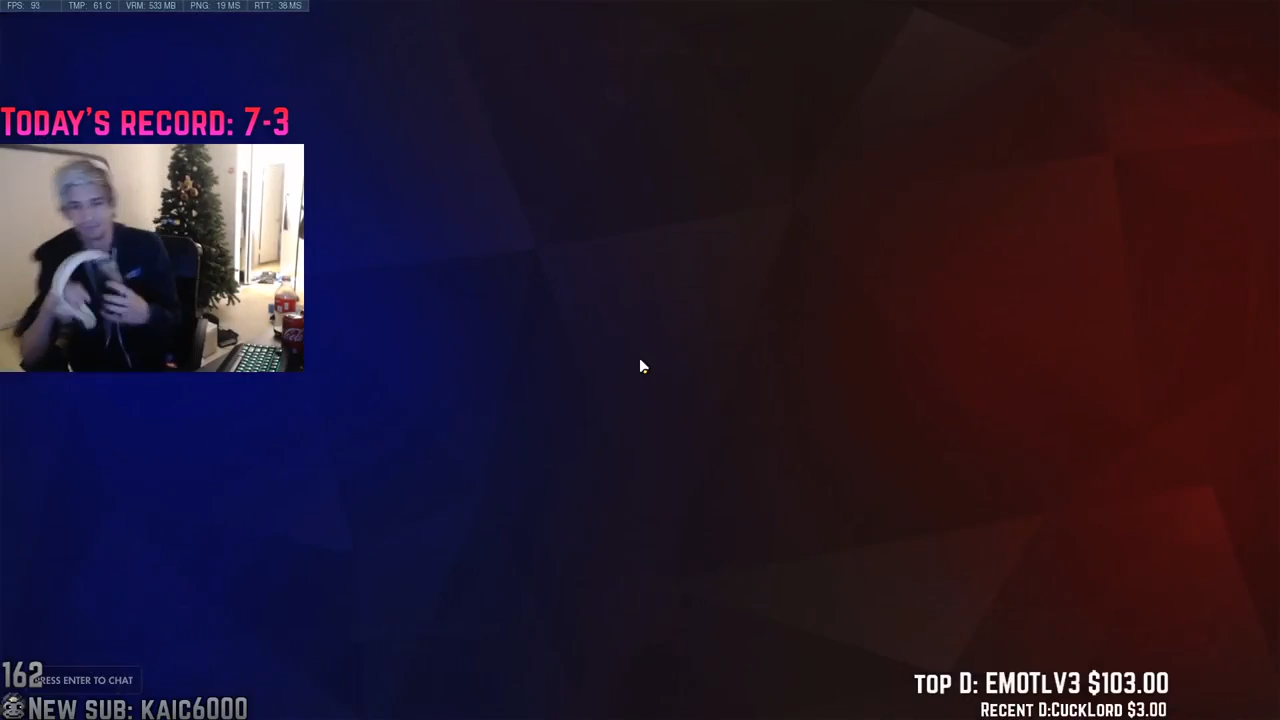 FPS: 93 TMP: 61 C VRM: 533 MB PNG: 19 MS RTT: 38 MS
Today's record: 7-3
162
PRESS ENTER TO CHAT
New sub: kaic6000
top D: EMOTLV3 $103.00
Recent D:CuckLord $3.00